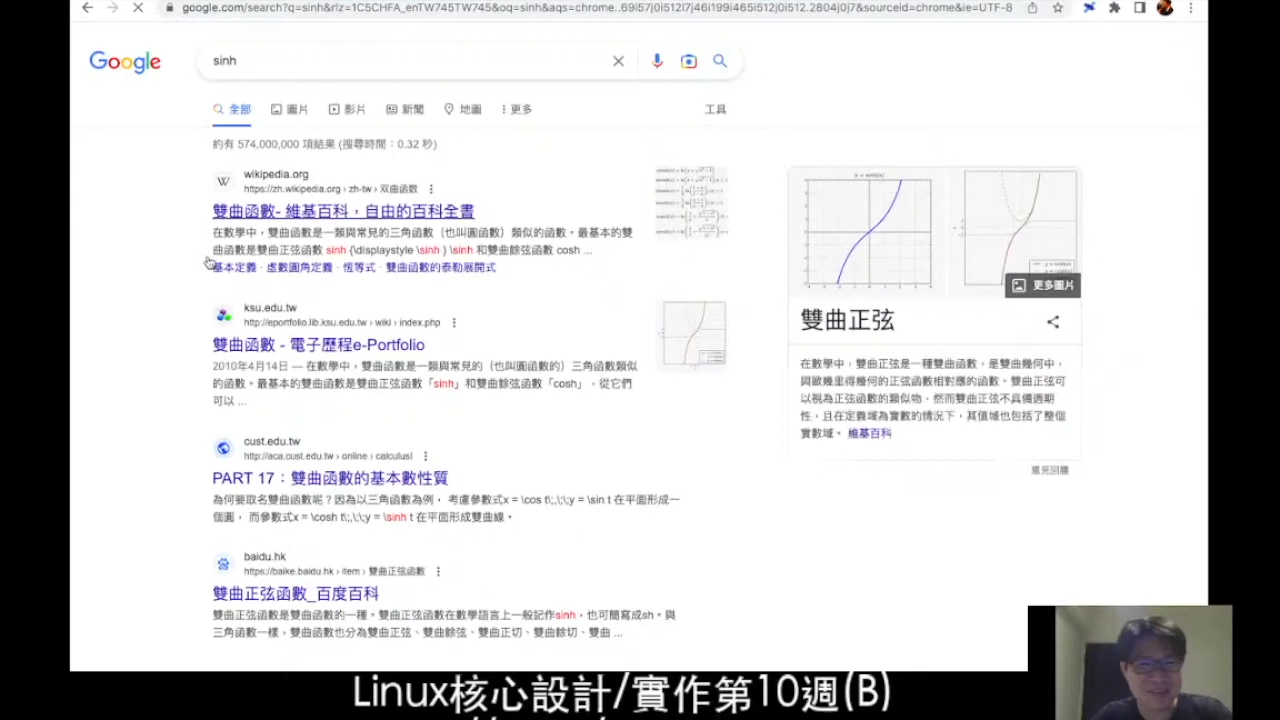 google.com/search?q=sinh&rlz=1C5CHFA_enTW745TW745&oq=sinh&aqs=chrome..69i57j0i512l7j46i199i465i512j0i512.2804j0j7&sourceid=chrome&ie=UTF-8
Google
sinh
全部 圖片 影片 新聞 地圖 更多 工具
約有 574,000,000 項結果 (搜尋時間：0.32 秒)
wikipedia.org
https://zh.wikipedia.org › zh-tw › 双曲函數
雙曲函數- 維基百科，自由的百科全書
在數學中，雙曲函數是一類與常見的三角函數（也叫圓函數）類似的函數。最基本的雙
曲函數是雙曲正弦函數 sinh {\displaystyle \sinh } \sinh 和雙曲餘弦函數 cosh ...
基本定義 · 虛數圓角定義 · 恆等式 · 雙曲函數的泰勒展開式
ksu.edu.tw
http://eportfolio.lib.ksu.edu.tw › wiki › index.php
雙曲函數 - 電子歷程e-Portfolio
2010年4月14日 — 在數學中，雙曲函數是一類與常見的（也叫圓函數的）三角函數類似
的函數。最基本的雙曲函數是雙曲正弦函數「sinh」和雙曲餘弦函數「cosh」，從它們
可以 ...
cust.edu.tw
http://aca.cust.edu.tw › online › calculusI
PART 17：雙曲函數的基本數性質
為何要取名雙曲函數呢？因為以三角函數為例， 考慮參數式x = \cos t\;,\;\;y = \sin t 在平面形成一
個圓， 而參數式x = \cosh t\;,\;\;y = \sinh t 在平面形成雙曲線。
baidu.hk
https://baike.baidu.hk › item › 雙曲正弦函數
雙曲正弦函數_百度百科
雙曲正弦函數是雙曲函數的一種。雙曲正弦函數在數學語言上一般記作sinh，也可簡寫成sh。與
三角函數一樣，雙曲函數也分為雙曲正弦、雙曲餘弦、雙曲正切、雙曲餘切、雙曲 ...
y = sinh(x)
更多圖片
雙曲正弦
在數學中，雙曲正弦是一種雙曲函數，是雙曲幾何中，
與歐幾里得幾何的正弦函數相對應的函數。雙曲正弦可
以視為正弦函數的類似物，然而雙曲正弦不具備週期
性，且在定義域為實數的情況下，其值域也包括了整個
實數域。 維基百科
意見回饋
Linux核心設計/實作第10週(B)